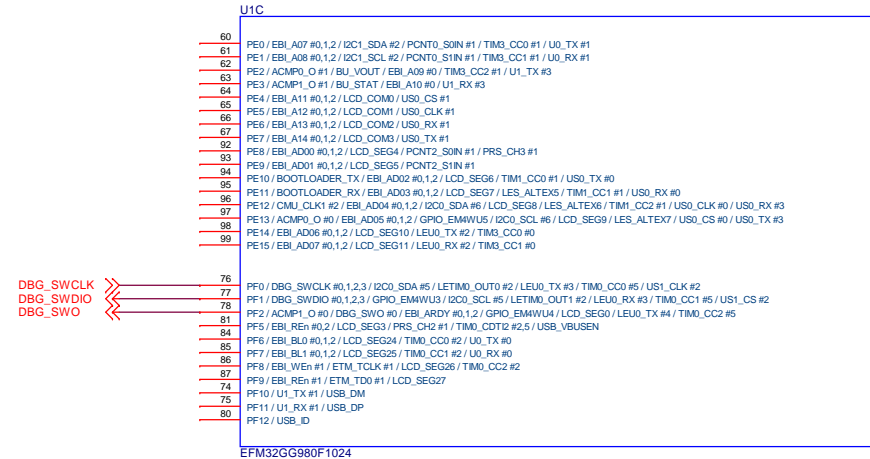 U1C
60 PE0 / EBI_A07 #0,1,2 / I2C1_SDA #2 / PCNT0_S0IN #1 / TIM3_CC0 #1 / U0_TX #1
61 PE1 / EBI_A08 #0,1,2 / I2C1_SCL #2 / PCNT0_S1IN #1 / TIM3_CC1 #1 / U0_RX #1
62 PE2 / ACMP0_O #1 / BU_VOUT / EBI_A09 #0 / TIM3_CC2 #1 / U1_TX #3
63 PE3 / ACMP1_O #1 / BU_STAT / EBI_A10 #0 / U1_RX #3
64 PE4 / EBI_A11 #0,1,2 / LCD_COM0 / US0_CS #1
65 PE5 / EBI_A12 #0,1,2 / LCD_COM1 / US0_CLK #1
66 PE6 / EBI_A13 #0,1,2 / LCD_COM2 / US0_RX #1
67 PE7 / EBI_A14 #0,1,2 / LCD_COM3 / US0_TX #1
92 PE8 / EBI_AD00 #0,1,2 / LCD_SEG4 / PCNT2_S0IN #1 / PRS_CH3 #1
93 PE9 / EBI_AD01 #0,1,2 / LCD_SEG5 / PCNT2_S1IN #1
94 PE10 / BOOTLOADER_TX / EBI_AD02 #0,1,2 / LCD_SEG6 / TIM1_CC0 #1 / US0_TX #0
95 PE11 / BOOTLOADER_RX / EBI_AD03 #0,1,2 / LCD_SEG7 / LES_ALTEX5 / TIM1_CC1 #1 / US0_RX #0
96 PE12 / CMU_CLK1 #2 / EBI_AD04 #0,1,2 / I2C0_SDA #6 / LCD_SEG8 / LES_ALTEX6 / TIM1_CC2 #1 / US0_CLK #0 / US0_RX #3
97 PE13 / ACMP0_O #0 / EBI_AD05 #0,1,2 / GPIO_EM4WU5 / I2C0_SCL #6 / LCD_SEG9 / LES_ALTEX7 / US0_CS #0 / US0_TX #3
98 PE14 / EBI_AD06 #0,1,2 / LCD_SEG10 / LEU0_TX #2 / TIM3_CC0 #0
99 PE15 / EBI_AD07 #0,1,2 / LCD_SEG11 / LEU0_RX #2 / TIM3_CC1 #0
DBG_SWCLK 76 PF0 / DBG_SWCLK #0,1,2,3 / I2C0_SDA #5 / LETIM0_OUT0 #2 / LEU0_TX #3 / TIM0_CC0 #5 / US1_CLK #2
DBG_SWDIO 77 PF1 / DBG_SWDIO #0,1,2,3 / GPIO_EM4WU3 / I2C0_SCL #5 / LETIM0_OUT1 #2 / LEU0_RX #3 / TIM0_CC1 #5 / US1_CS #2
DBG_SWO 78 PF2 / ACMP1_O #0 / DBG_SWO #0 / EBI_ARDY #0,1,2 / GPIO_EM4WU4 / LCD_SEG0 / LEU0_TX #4 / TIM0_CC2 #5
81 PF5 / EBI_REn #0,2 / LCD_SEG3 / PRS_CH2 #1 / TIM0_CDTI2 #2,5 / USB_VBUSEN
84 PF6 / EBI_BL0 #0,1,2 / LCD_SEG24 / TIM0_CC0 #2 / U0_TX #0
85 PF7 / EBI_BL1 #0,1,2 / LCD_SEG25 / TIM0_CC1 #2 / U0_RX #0
86 PF8 / EBI_WEn #1 / ETM_TCLK #1 / LCD_SEG26 / TIM0_CC2 #2
87 PF9 / EBI_REn #1 / ETM_TD0 #1 / LCD_SEG27
74 PF10 / U1_TX #1 / USB_DM
75 PF11 / U1_RX #1 / USB_DP
80 PF12 / USB_ID
EFM32GG980F1024